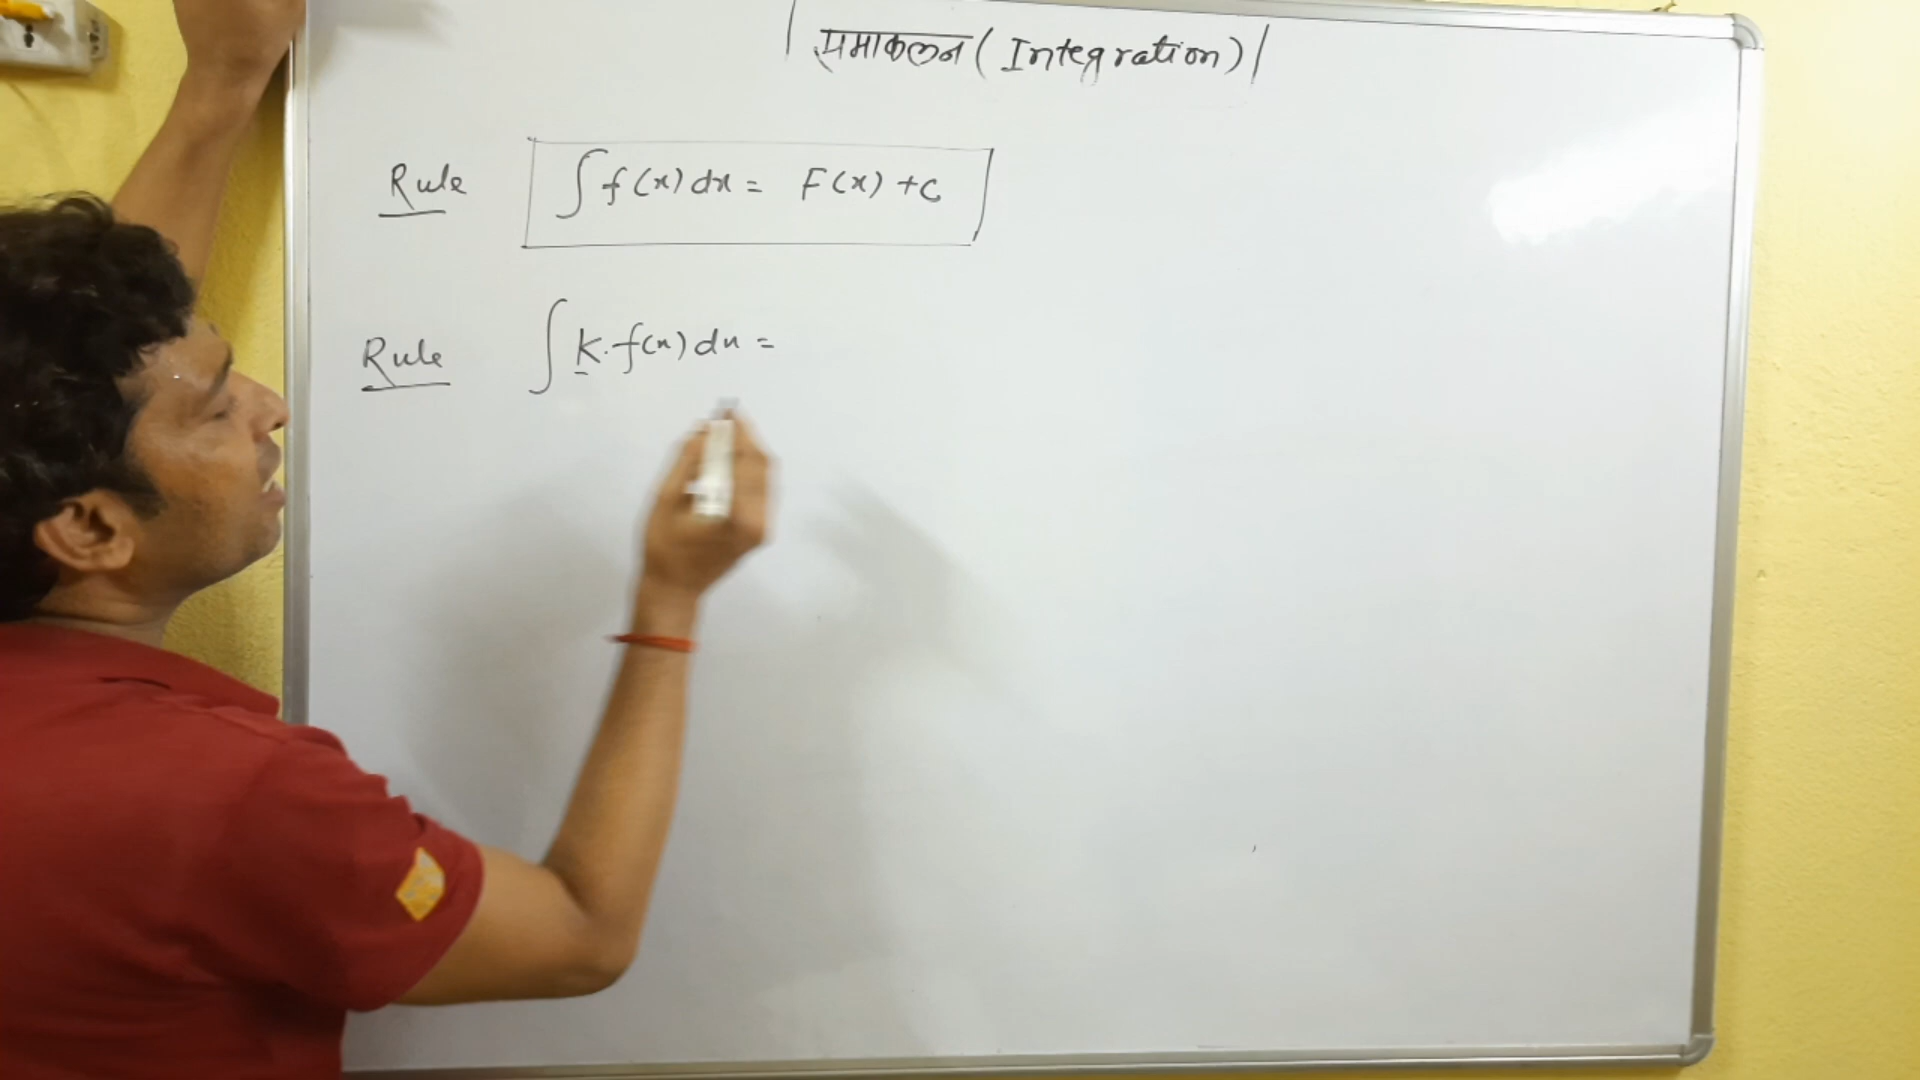 समाकलन (Integration)
Rule ∫ f(x) dx = F(x) + c
Rule ∫ k. f(x) dx =